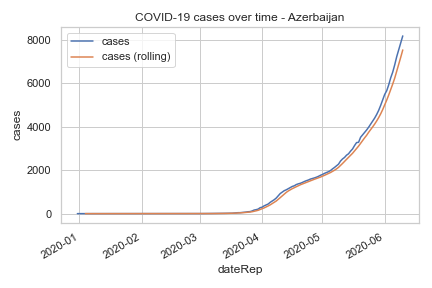 COVID-19 cases over time - Azerbaijan
cases
cases (rolling)
8000
6000
4000
2000
0
cases
2020-01
2020-02
2020-03
2020-04
2020-05
2020-06
dateRep